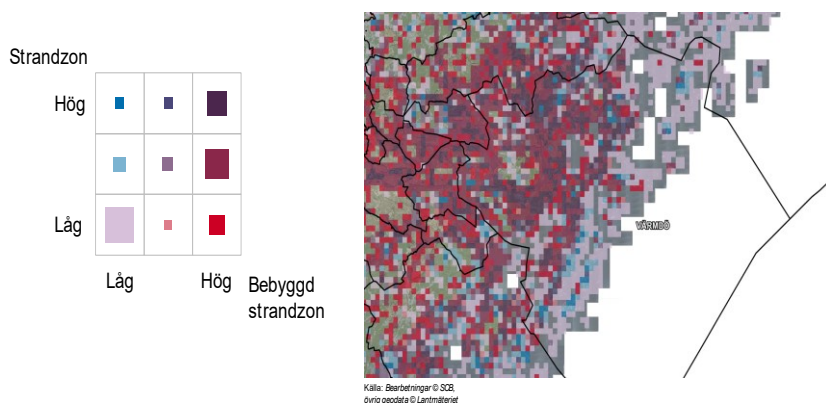 Strandzon
Hög
Låg
Låg
Hög
Bebyggd
strandzon
VÄRMDÖ
Källa: Bearbetningar © SCB,
övrig geodata © Lantmäteriet